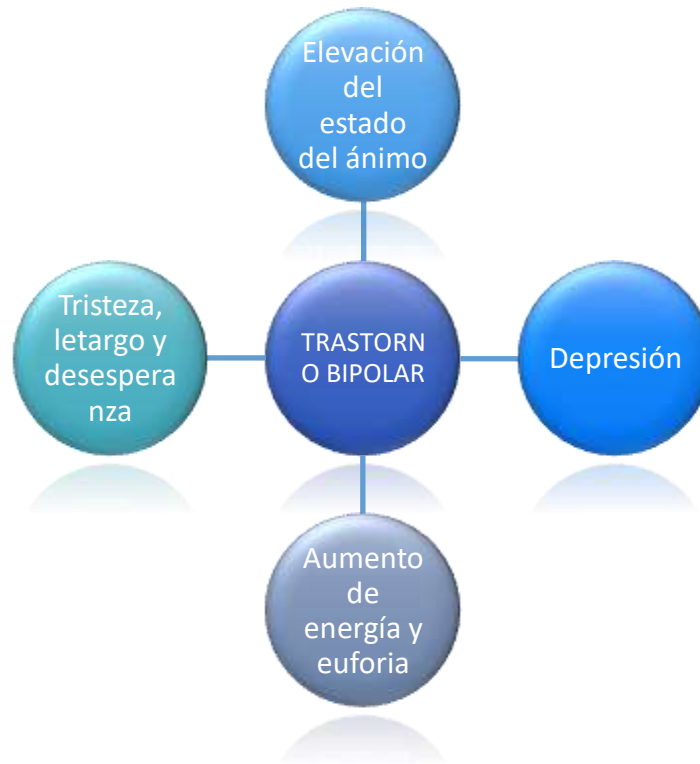 Elevación
del
estado
del ánimo
Tristeza,
letargo y
desespera
nza
TRASTORN
O BIPOLAR
Depresión
Aumento
de
energía y
euforia